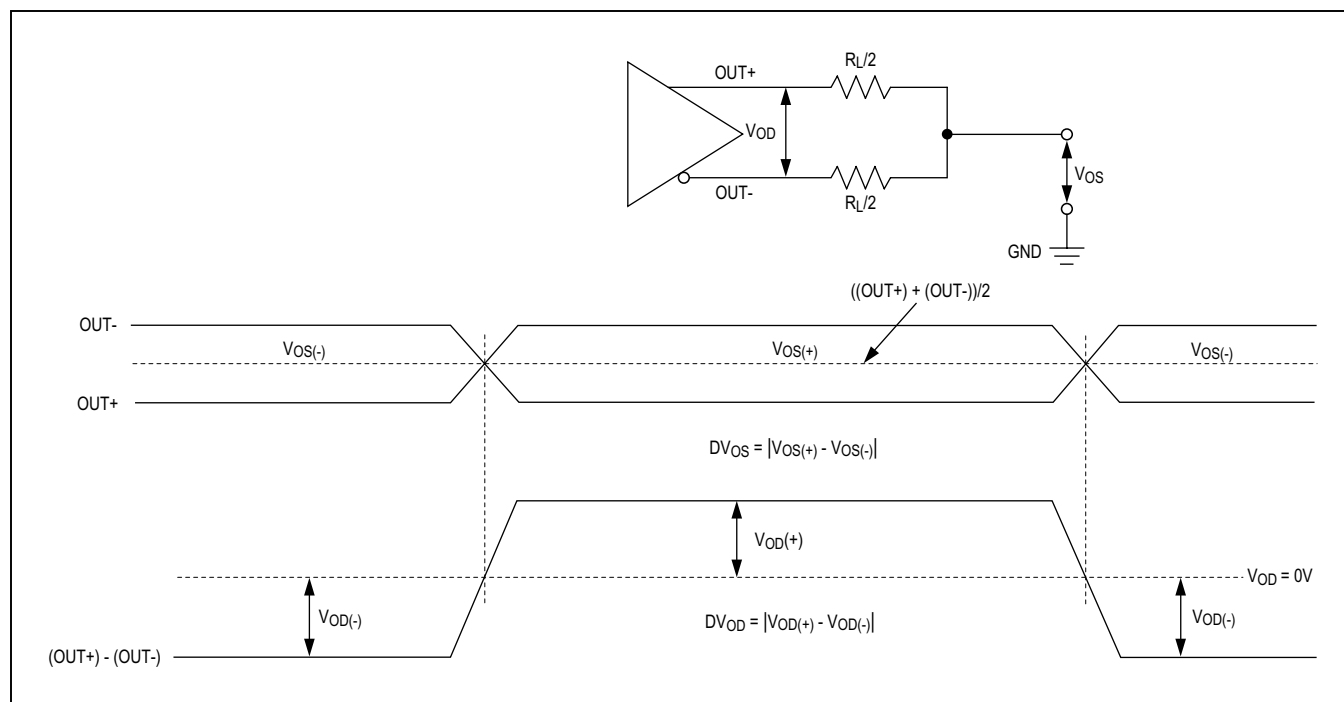 RL/2
OUT+
VOD
OUT-
RL/2
VOS
GND
((OUT+) + (OUT-))/2
OUT-
VOS(-)
VOS(+)
VOS(-)
OUT+
DVOS = |VOS(+) - VOS(-)|
VOD(+)
VOD = 0V
VOD(-)
DVOD = |VOD(+) - VOD(-)|
VOD(-)
(OUT+) - (OUT-)